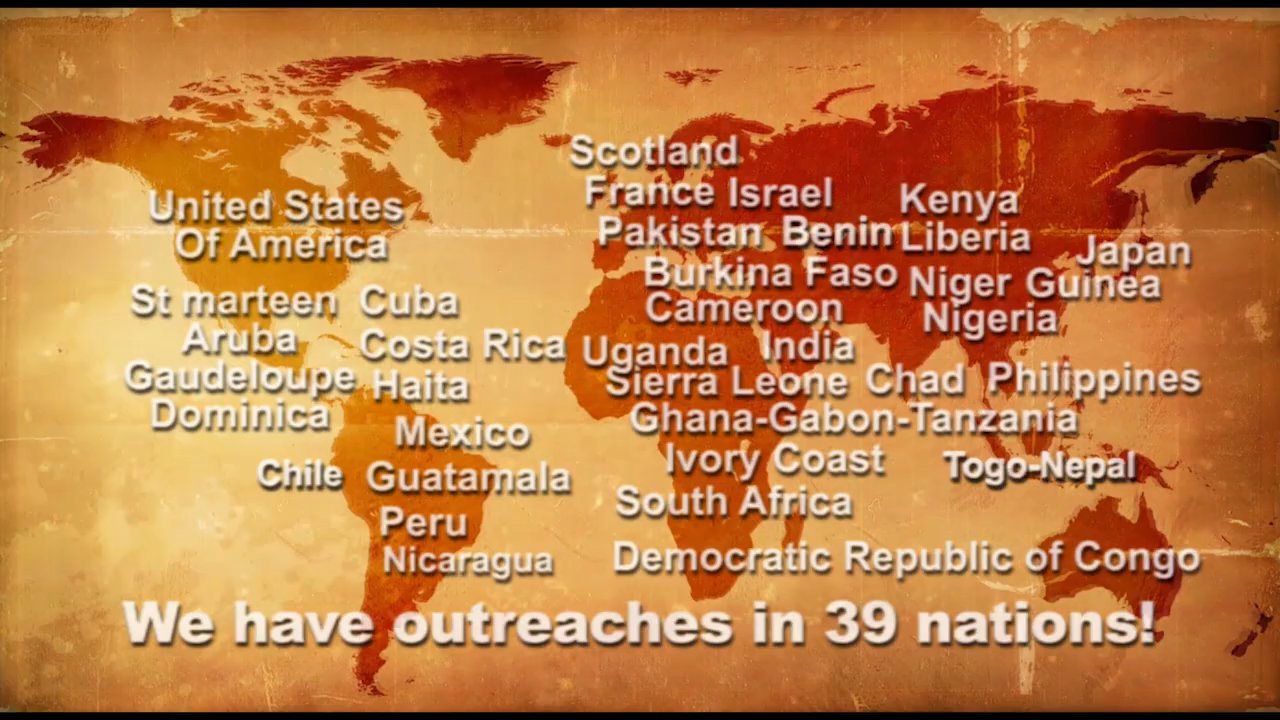 Scotland
France Israel Kenya
United States
Of America
Pakistan Benin Liberia Japan
Burkina Faso Niger Guinea
St marteen Cuba
Cameroon Nigeria
Aruba Costa Rica Uganda India
Gaudeloupe Haita Sierra Leone Chad Philippines
Dominica
Mexico Ghana-Gabon-Tanzania
Ivory Coast Togo-Nepal
Chile Guatamala
South Africa
Peru
Nicaragua Democratic Republic of Congo
We have outreaches in 39 nations!